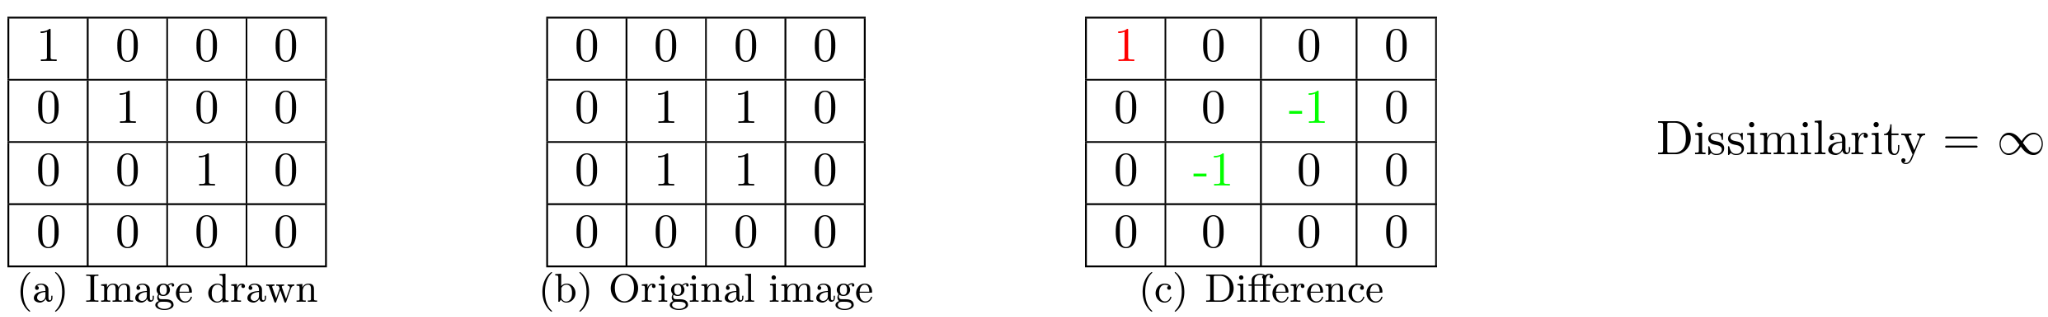 1 0 0 0 0 0 0 0 1 0 0 0
0 1 0 0 0 1 1 0 0 0 -1 0
Dissimilarity = ∞
0 0 1 0 0 1 1 0 0 -1 0 0
0 0 0 0 0 0 0 0 0 0 0 0
(a) Image drawn (b) Original image (c) Difference